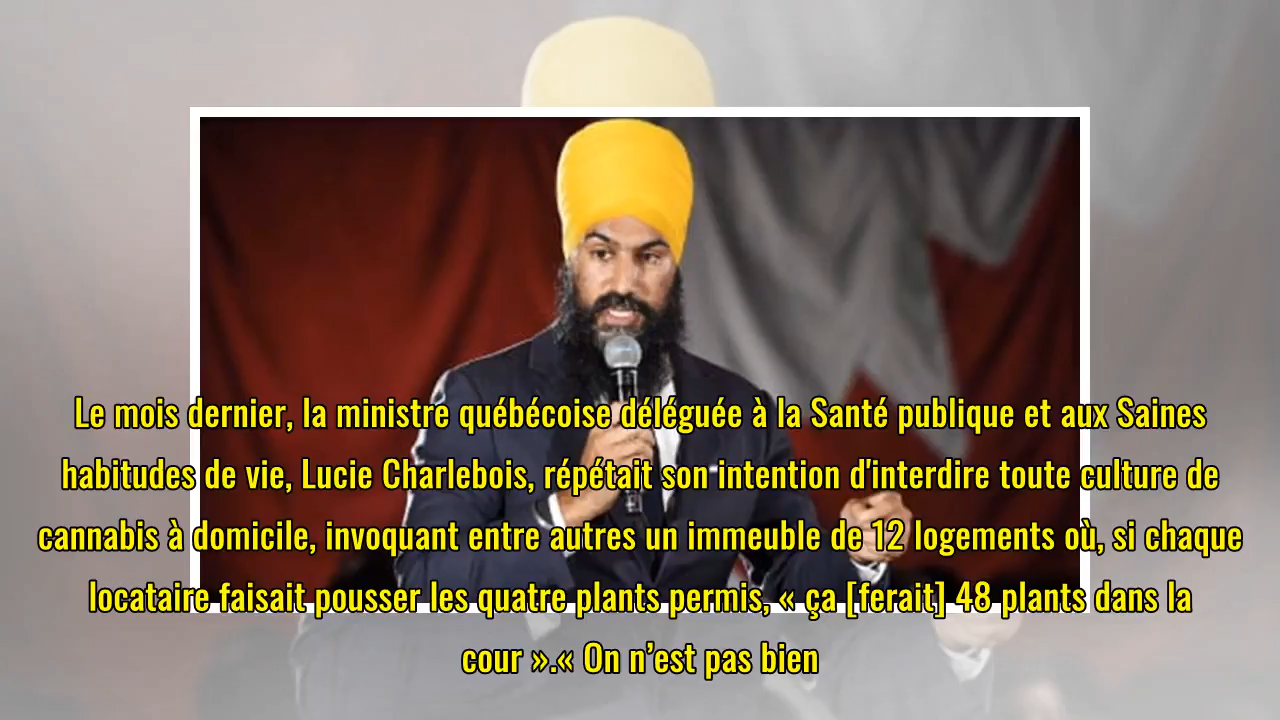 Le mois dernier, la ministre québécoise déléguée à la Santé publique et aux Saines
habitudes de vie, Lucie Charlebois, répétait son intention d'interdire toute culture de
cannabis à domicile, invoquant entre autres un immeuble de 12 logements où, si chaque
locataire faisait pousser les quatre plants permis, « ça [ferait] 48 plants dans la
cour ».« On n’est pas bien